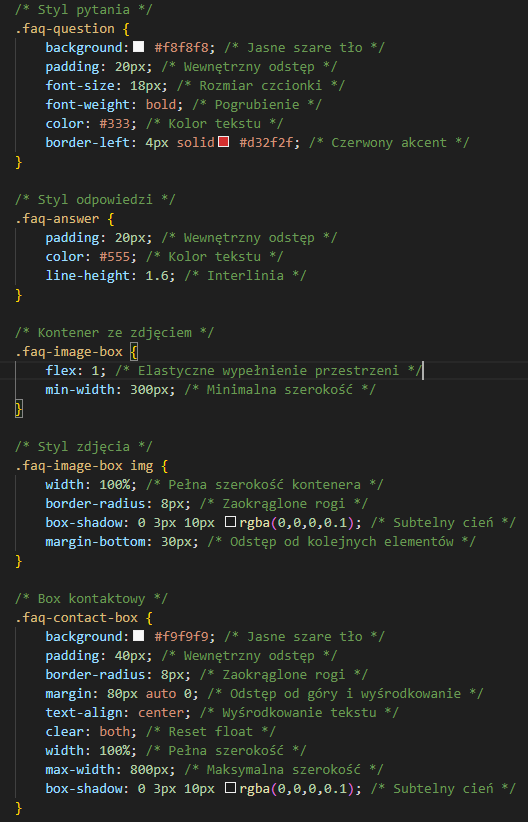 /* Styl pytania */
.faq-question {
    background: #f8f8f8; /* Jasne szare tło */
    padding: 20px; /* Wewnętrzny odstęp */
    font-size: 18px; /* Rozmiar czcionki */
    font-weight: bold; /* Pogrubienie */
    color: #333; /* Kolor tekstu */
    border-left: 4px solid #d32f2f; /* Czerwony akcent */
}

/* Styl odpowiedzi */
.faq-answer {
    padding: 20px; /* Wewnętrzny odstęp */
    color: #555; /* Kolor tekstu */
    line-height: 1.6; /* Interlinia */
}

/* Kontener ze zdjęciem */
.faq-image-box {
    flex: 1; /* Elastyczne wypełnienie przestrzeni */
    min-width: 300px; /* Minimalna szerokość */
}

/* Styl zdjęcia */
.faq-image-box img {
    width: 100%; /* Pełna szerokość kontenera */
    border-radius: 8px; /* Zaokrąglone rogi */
    box-shadow: 0 3px 10px rgba(0,0,0,0.1); /* Subtelny cień */
    margin-bottom: 30px; /* Odstęp od kolejnych elementów */
}

/* Box kontaktowy */
.faq-contact-box {
    background: #f9f9f9; /* Jasne szare tło */
    padding: 40px; /* Wewnętrzny odstęp */
    border-radius: 8px; /* Zaokrąglone rogi */
    margin: 80px auto 0; /* Odstęp od góry i wyśrodkowanie */
    text-align: center; /* Wyśrodkowanie tekstu */
    clear: both; /* Reset float */
    width: 100%; /* Pełna szerokość */
    max-width: 800px; /* Maksymalna szerokość */
    box-shadow: 0 3px 10px rgba(0,0,0,0.1); /* Subtelny cień */
}